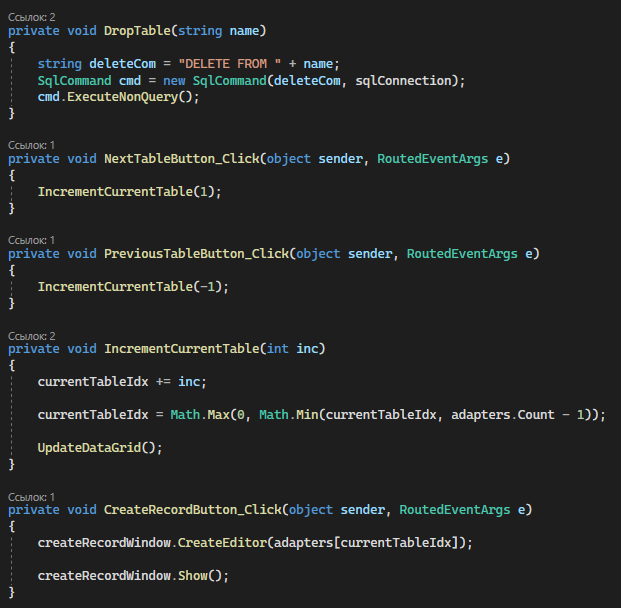 Ссылок: 2
private void DropTable(string name)
{
string deleteCom = "DELETE FROM " + name;
SqlCommand cmd = new SqlCommand(deleteCom, sqlConnection);
cmd.ExecuteNonQuery();
}
Ссылок: 1
private void NextTableButton_Click(object sender, RoutedEventArgs e)
{
IncrementCurrentTable(1);
}
Ссылок: 1
private void PreviousTableButton_Click(object sender, RoutedEventArgs e)
{
IncrementCurrentTable(-1);
}
Ссылок: 2
private void IncrementCurrentTable(int inc)
{
currentTableIdx += inc;
currentTableIdx = Math.Max(0, Math.Min(currentTableIdx, adapters.Count - 1));
UpdateDataGrid();
}
Ссылок: 1
private void CreateRecordButton_Click(object sender, RoutedEventArgs e)
{
createRecordWindow.CreateEditor(adapters[currentTableIdx]);
createRecordWindow.Show();
}